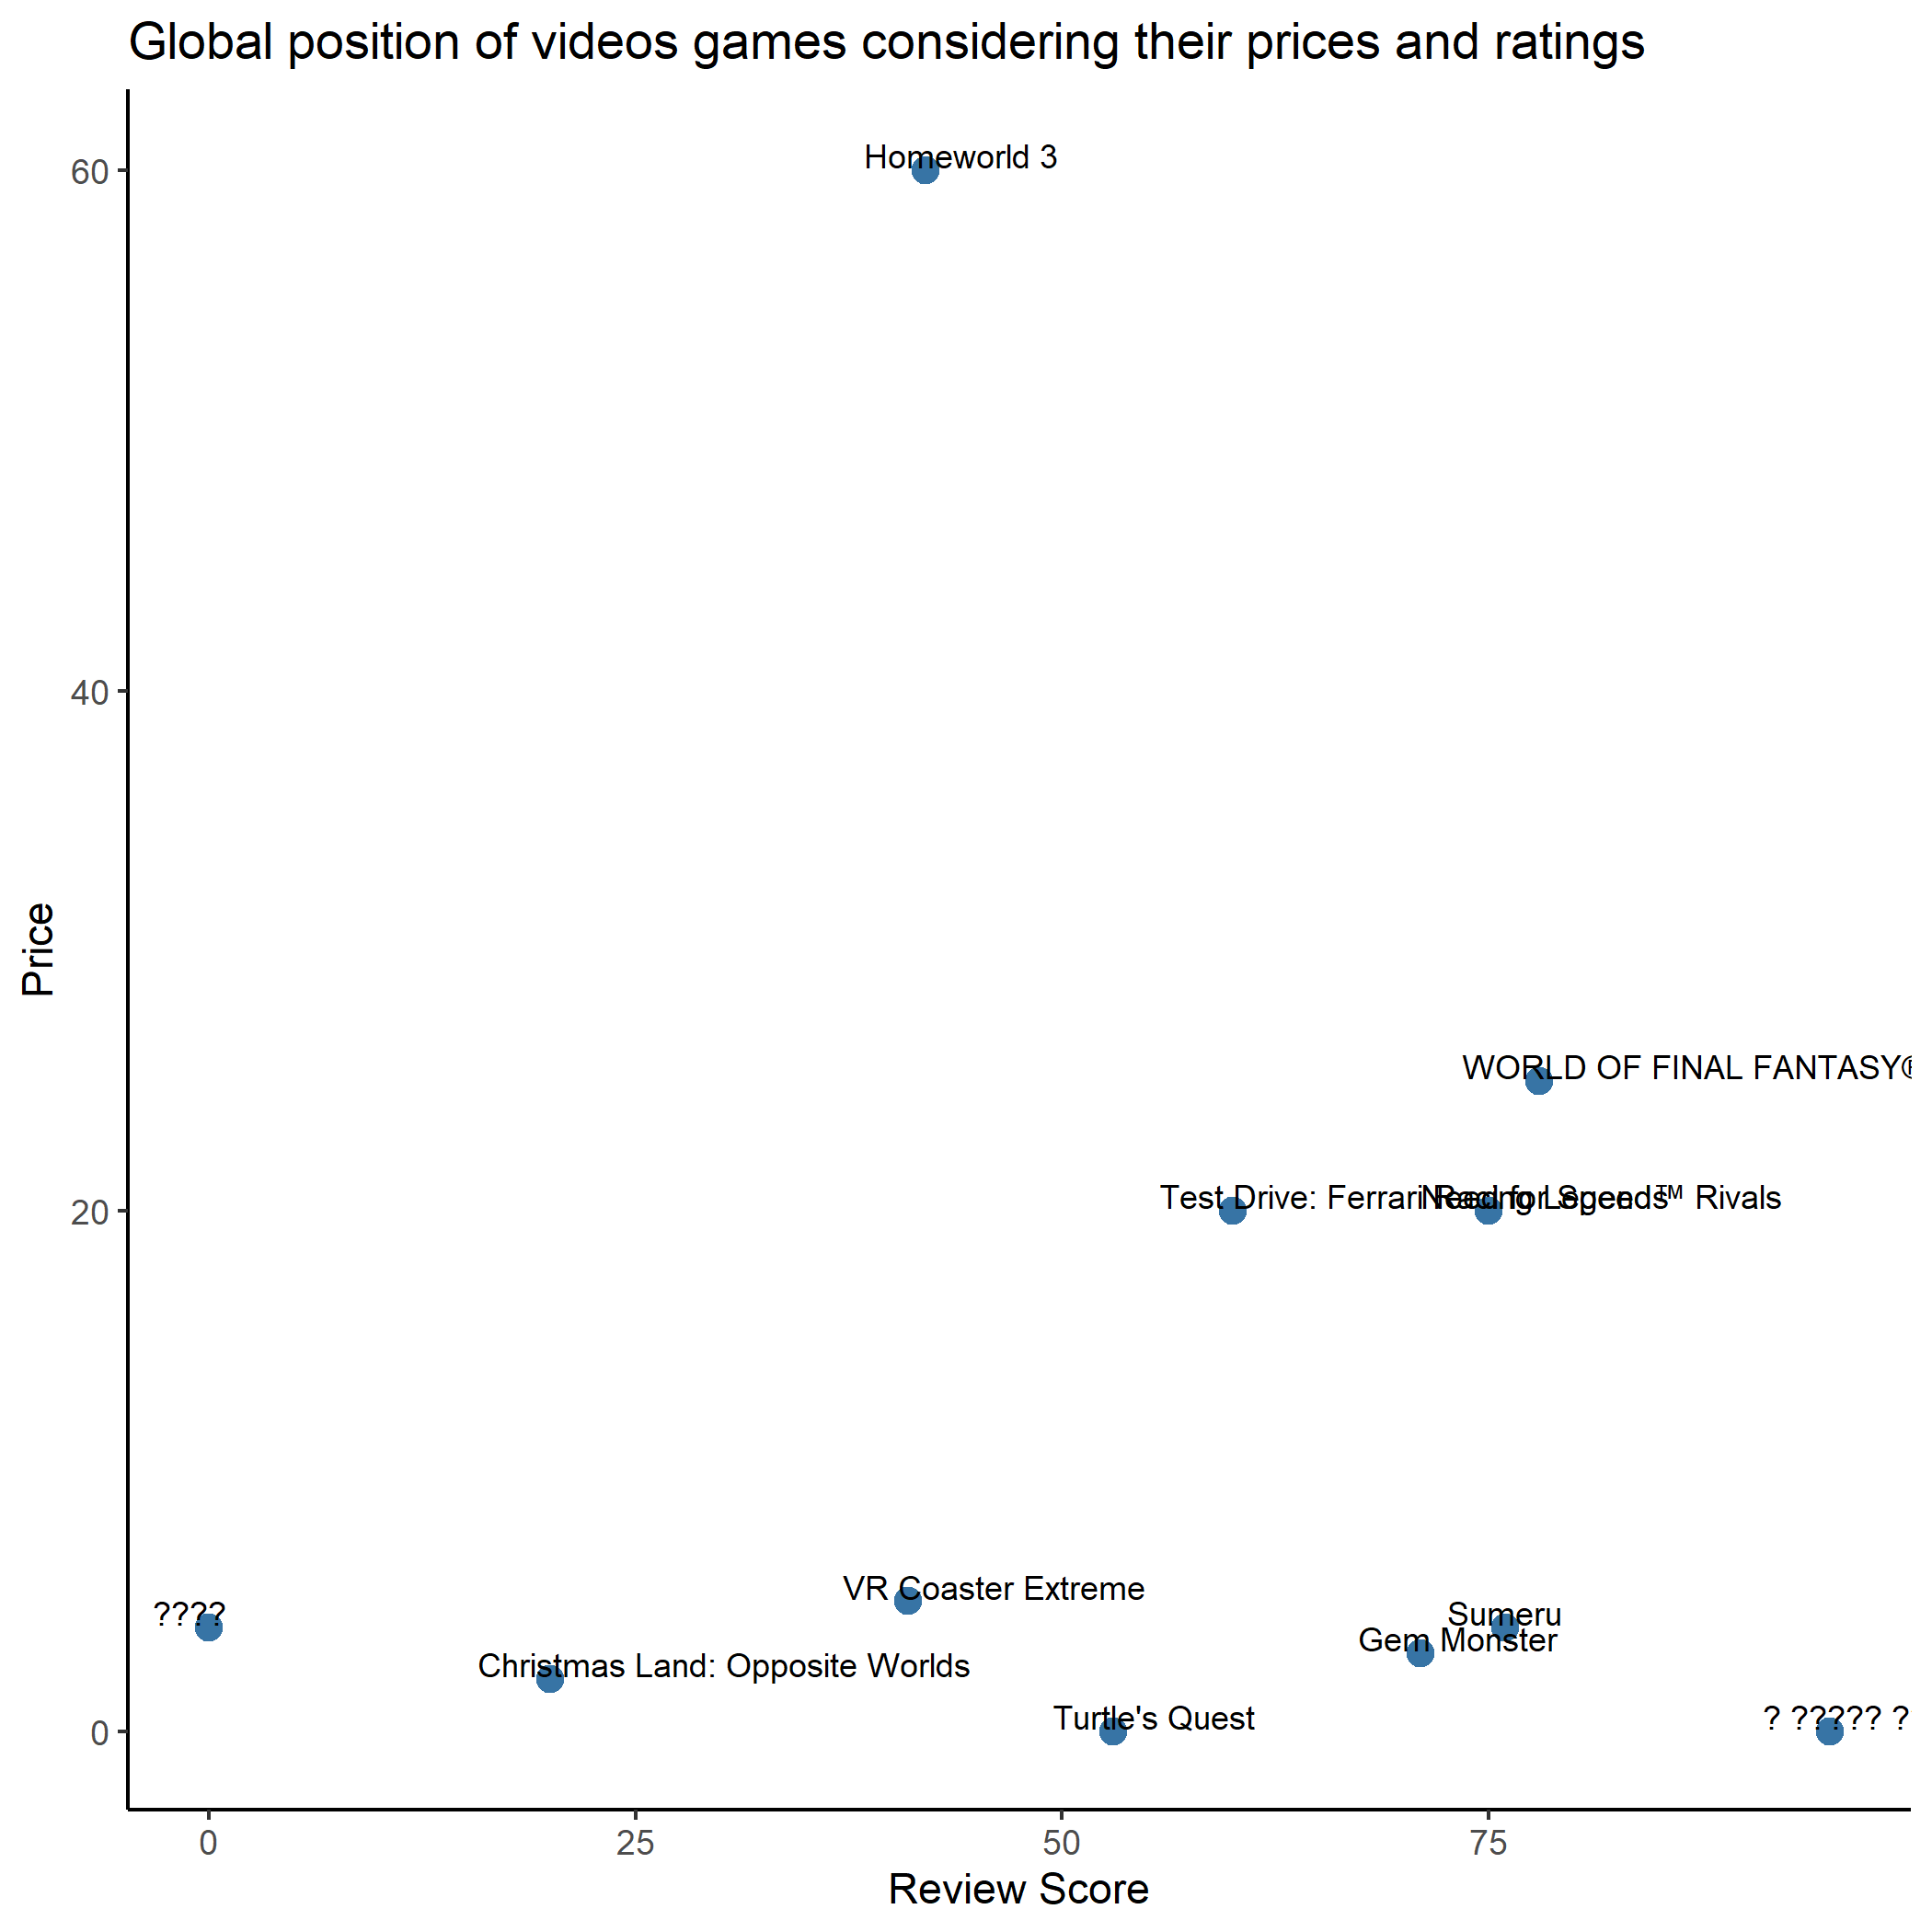 Global position of videos games considering their prices and ratings
Homeworld 3
60
40
Price
WORLD OF FINAL FANTASY®
Test Drive: Ferrari Racing Legends
Need for Speed™ Rivals
20
VR Coaster Extreme
????
Sumeru
Gem Monster
Christmas Land: Opposite Worlds
Turtle's Quest
? ????? ?
0
0 25 50 75
Review Score